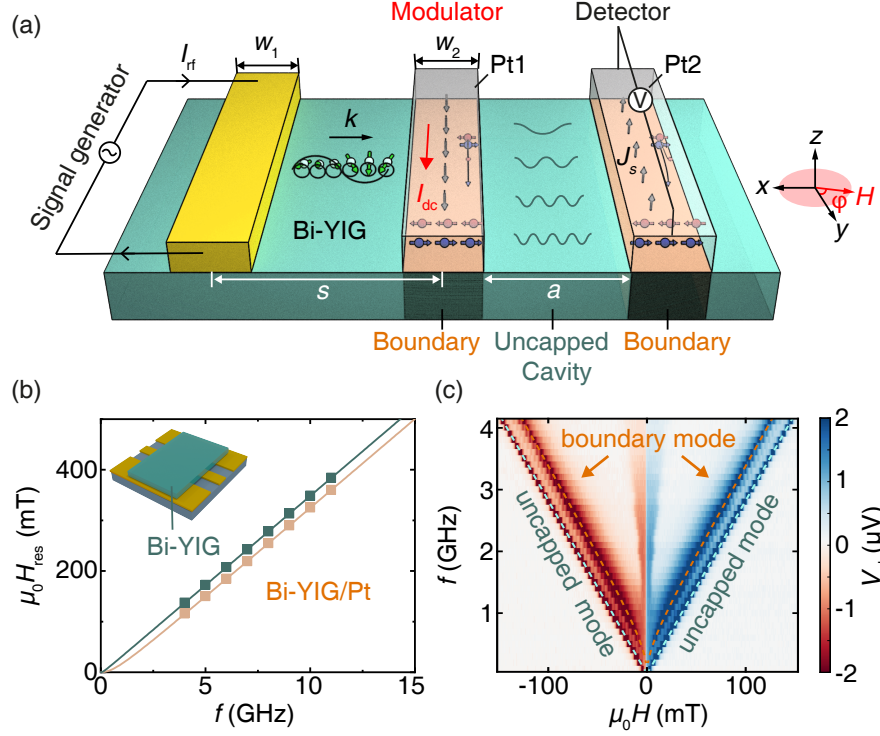 (a)
Modulator
Detector
I_rf
w_1
w_2
Pt1
Pt2
V
Signal generator
k
I_dc
J_s
Bi-YIG
z
x
φ
H
y
s
a
Boundary
Uncapped
Cavity
Boundary
(b)
μ_0H_res (mT)
400
200
0
Bi-YIG
Bi-YIG/Pt
0
5
10
15
f (GHz)
(c)
f (GHz)
4
3
2
1
boundary mode
uncapped mode
uncapped mode
-100
0
100
μ_0H (mT)
2
1
0
-1
-2
(μV)